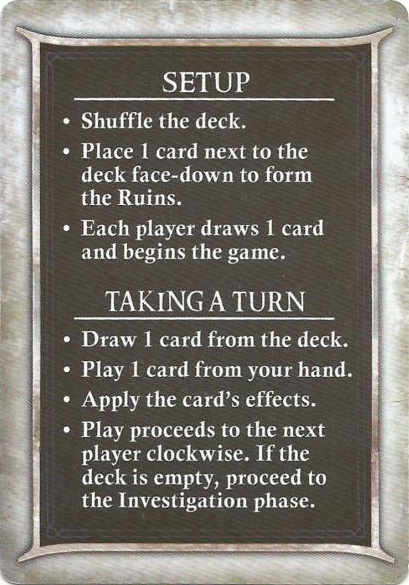 SETUP
• Shuffle the deck.
• Place 1 card next to the
deck face-down to form
the Ruins.
• Each player draws 1 card
and begins the game.
TAKING A TURN
• Draw 1 card from the deck.
• Play 1 card from your hand.
• Apply the card's effects.
• Play proceeds to the next
player clockwise. If the
deck is empty, proceed to
the Investigation phase.